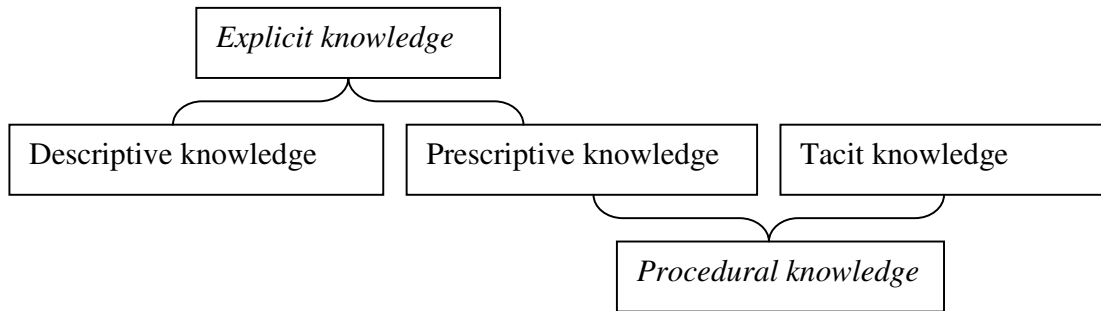 Explicit knowledge
Descriptive knowledge
Prescriptive knowledge
Tacit knowledge
Procedural knowledge